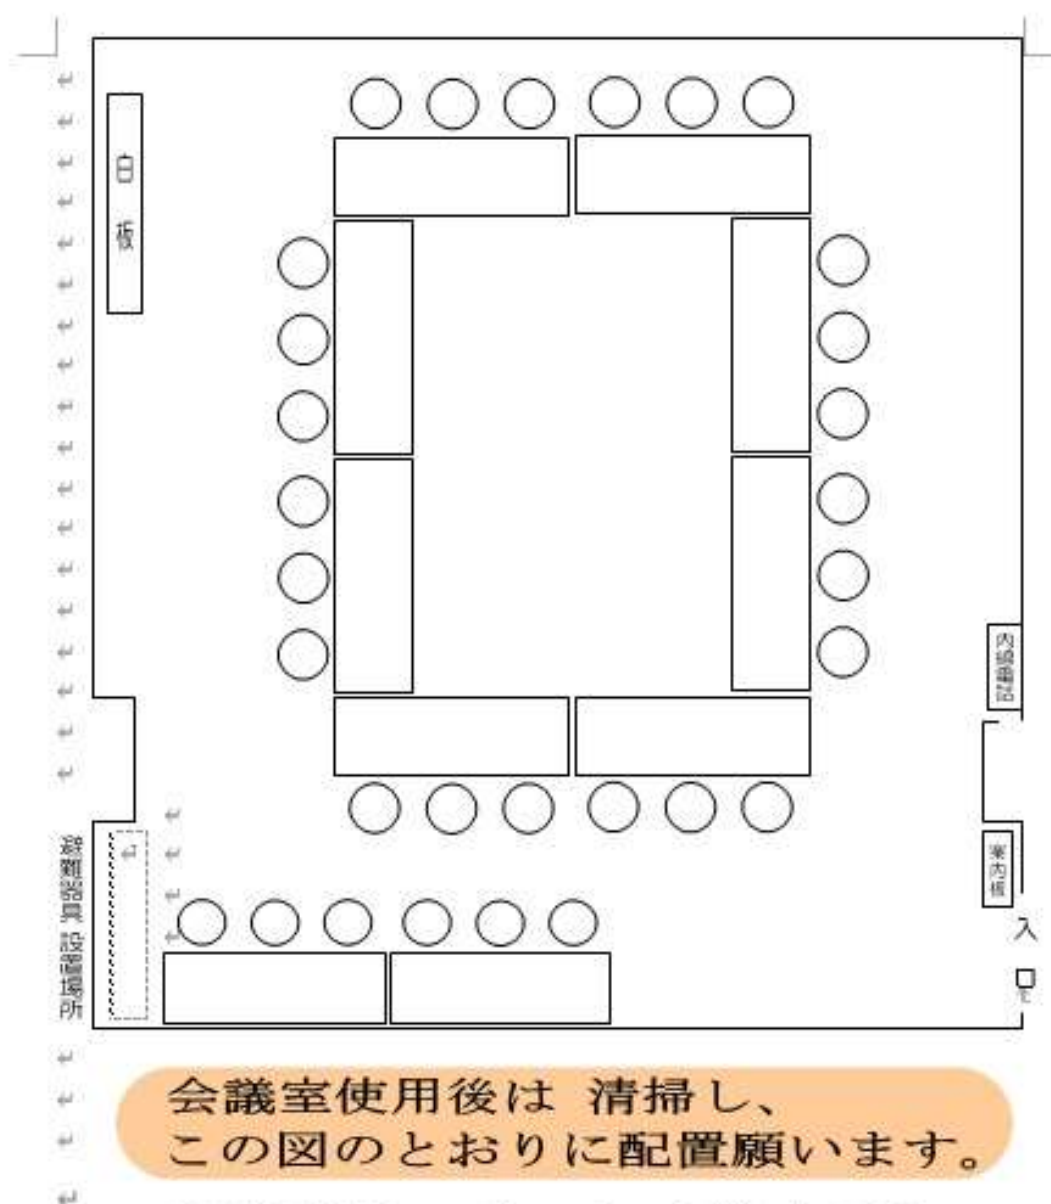 白板
内線電話
案内板
入口
避難器具 設置場所
会議室使用後は 清掃し、
この図のとおりに配置願います。